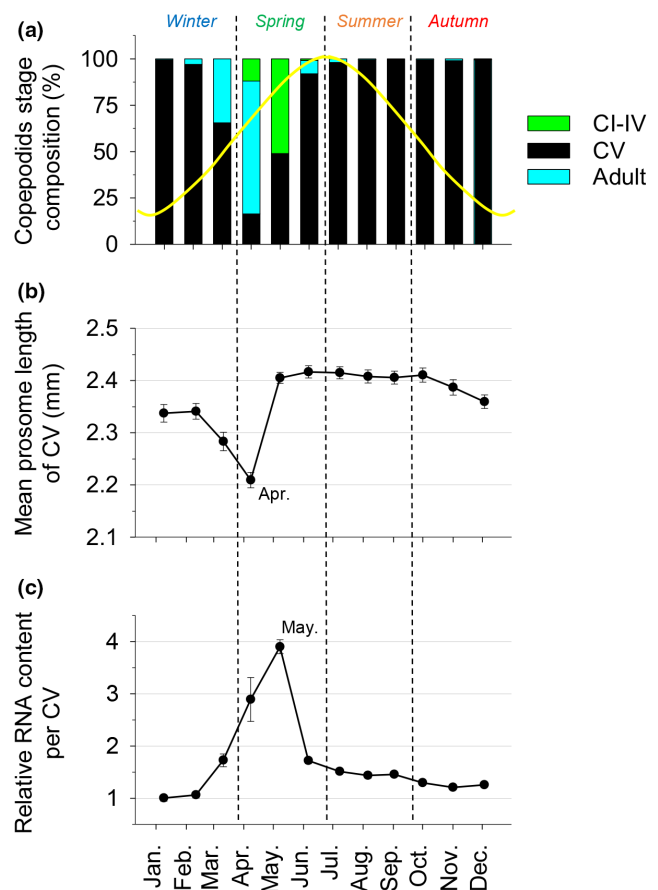 Winter Spring Summer Autumn
(a)
Copepodids stage
composition (%)
100
75
50
25
0
CI-IV
CV
Adult
(b)
Mean prosome length
of CV (mm)
2.5
2.4
2.3
2.2
2.1
Apr.
(c)
Relative RNA content
per CV
4
3
2
1
May.
Jan. Feb. Mar. Apr. May. Jun. Jul. Aug. Sep. Oct. Nov. Dec.